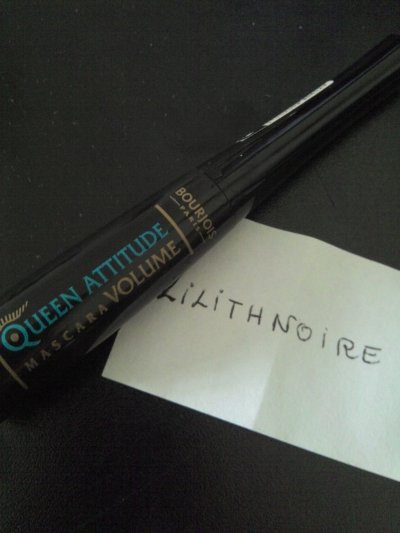 BOURJOIS
PARIS
QUEEN ATTITUDE
MASCARA VOLUME
LiLiTHNOiRE